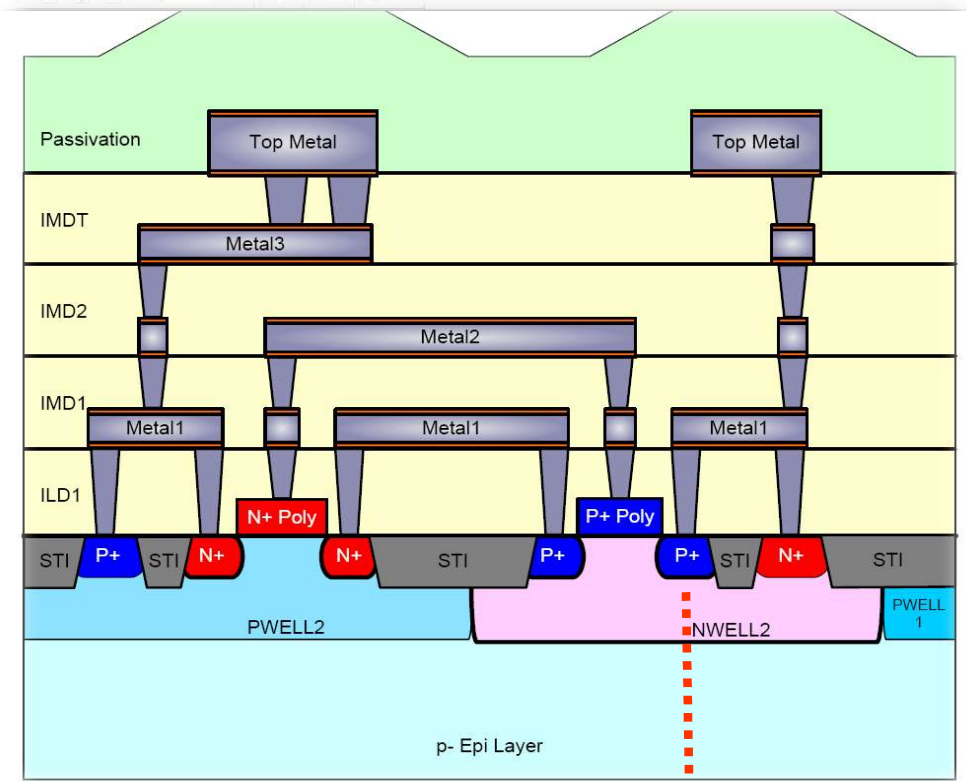 Passivation
Top Metal
Top Metal
IMDT
Metal3
IMD2
Metal2
IMD1
Metal1
Metal1
Metal1
ILD1
N+ Poly
P+ Poly
STI
P+
STI
N+
N+
STI
P+
P+
STI
N+
STI
PWELL2
NWELL2
PWELL
1
p- Epi Layer